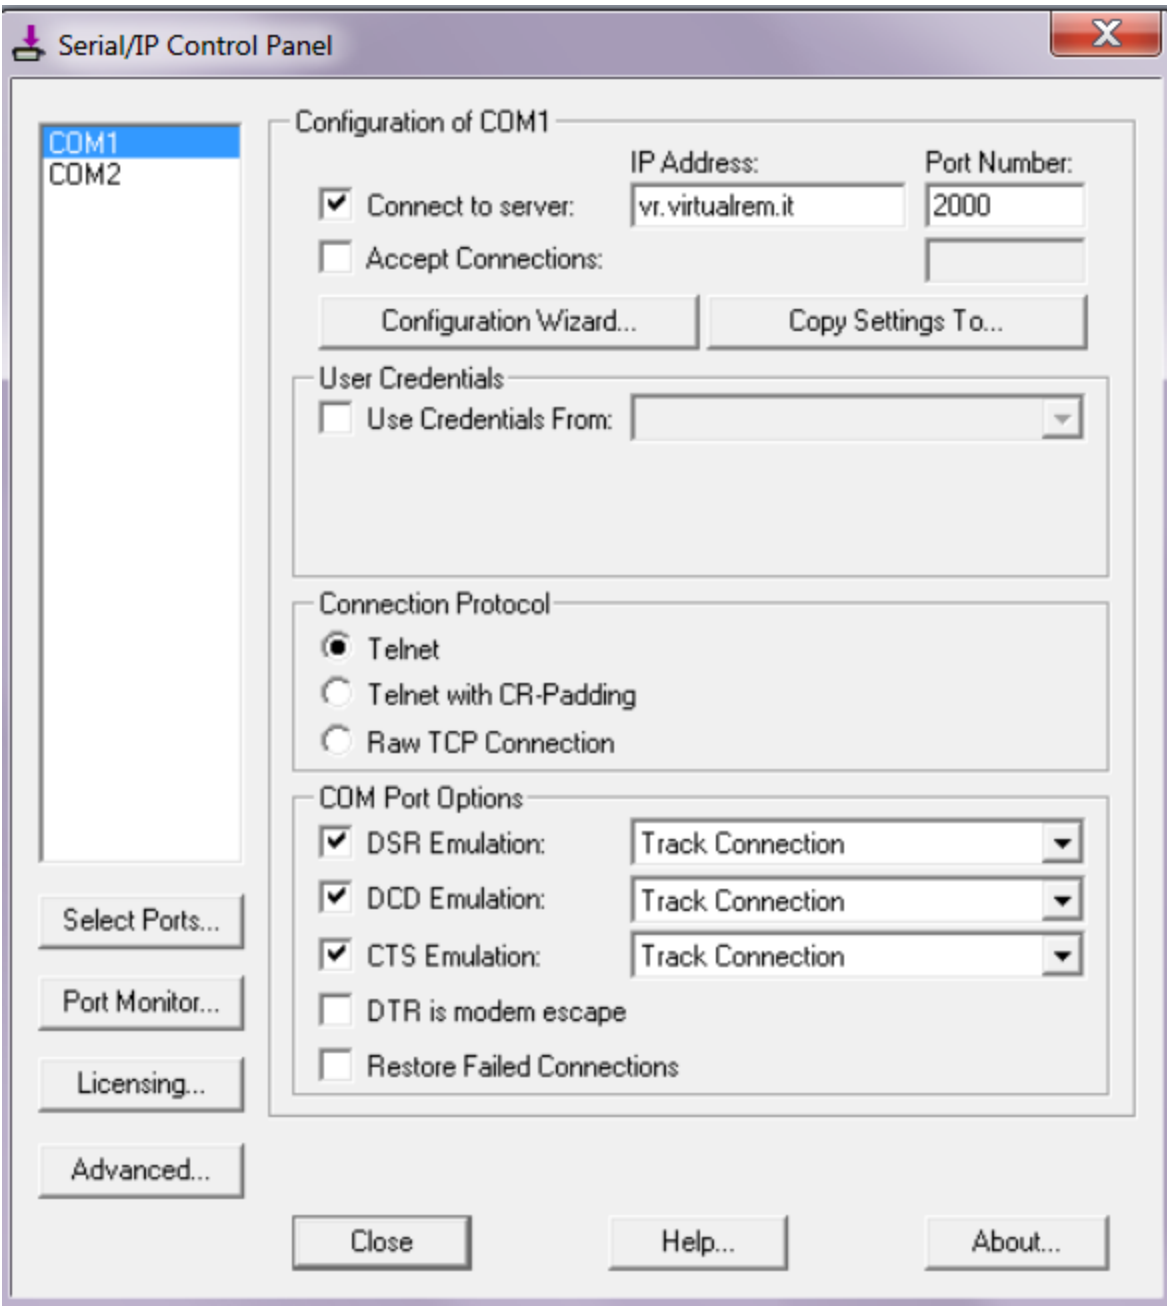 Serial/IP Control Panel
COM1
COM2
Configuration of COM1
IP Address: Port Number:
Connect to server: vr.virtualrem.it 2000
Accept Connections:
Configuration Wizard... Copy Settings To...
User Credentials
Use Credentials From:
Connection Protocol
Telnet
Telnet with CR-Padding
Raw TCP Connection
COM Port Options
DSR Emulation: Track Connection
DCD Emulation: Track Connection
CTS Emulation: Track Connection
DTR is modem escape
Restore Failed Connections
Select Ports...
Port Monitor...
Licensing...
Advanced...
Close Help... About...